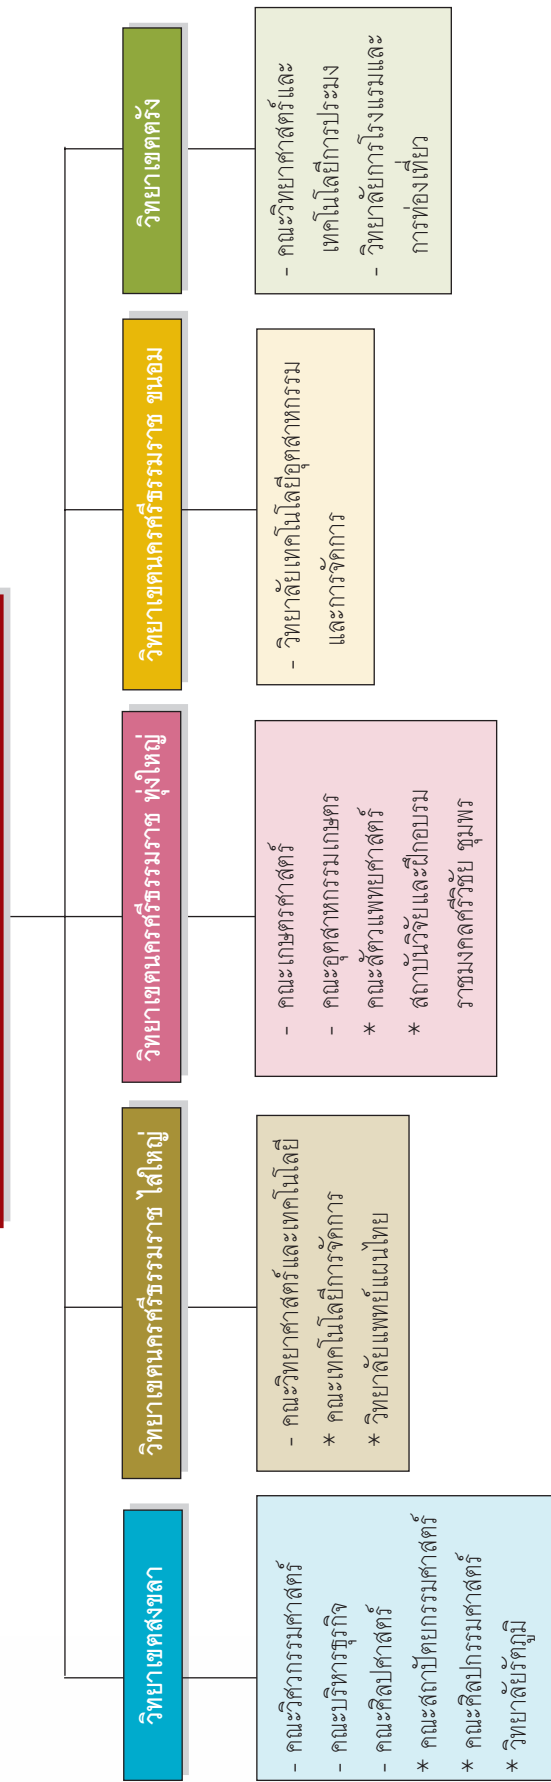 วิทยาเขตสงขลา
- คณะวิศวกรรมศาสตร์
- คณะบริหารธุรกิจ
- คณะศิลปศาสตร์
* คณะสถาปัตยกรรมศาสตร์
* คณะศิลปกรรมศาสตร์
* วิทยาลัยรัตภูมิ
วิทยาเขตนครศรีธรรมราช ไสใหญ่
- คณะวิทยาศาสตร์และเทคโนโลยี
* คณะเทคโนโลยีการจัดการ
* วิทยาลัยแพทย์แผนไทย
วิทยาเขตนครศรีธรรมราช ทุ่งใหญ่
- คณะเกษตรศาสตร์
- คณะอุตสาหกรรมเกษตร
* คณะสัตวแพทยศาสตร์
* สถาบันวิจัยและฝึกอบรม
ราชมงคลศรีวิชัย ชุมพร
วิทยาเขตนครศรีธรรมราช ขนอม
- วิทยาลัยเทคโนโลยีอุตสาหกรรม
และการจัดการ
วิทยาเขตตรัง
- คณะวิทยาศาสตร์และ
เทคโนโลยีการประมง
- วิทยาลัยการโรงแรมและ
การท่องเที่ยว